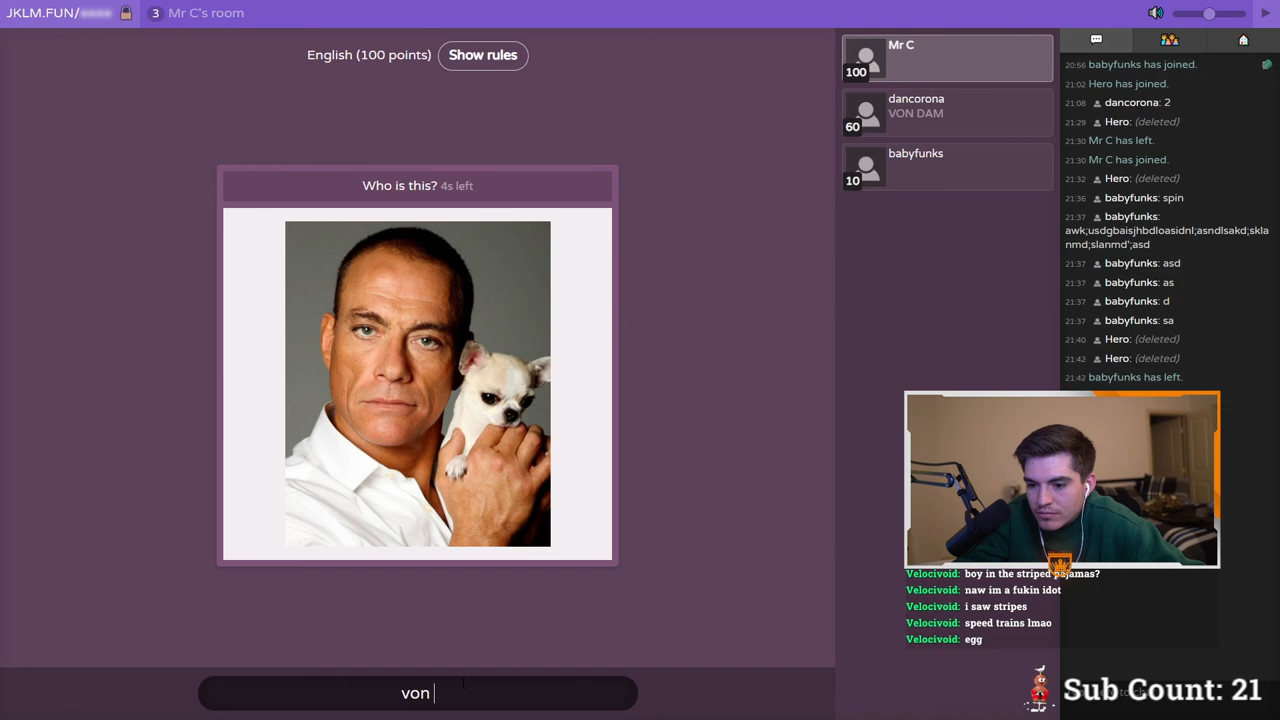 JKLM.FUN/
3 Mr C's room
English (100 points) Show rules
Who is this? 4s left
von
Mr C
100
dancorona
VON DAM
60
babyfunks
10
20:56 babyfunks has joined.
21:02 Hero has joined.
21:08 dancorona: 2
21:29 Hero: (deleted)
21:30 Mr C has left.
21:30 Mr C has joined.
21:32 Hero: (deleted)
21:36 babyfunks: spin
21:37 babyfunks:
awk;usdgbaisjhbdloasidnl;asndlsakd;skla
nmd;slanmd';asd
21:37 babyfunks: asd
21:37 babyfunks: as
21:37 babyfunks: d
21:37 babyfunks: sa
21:40 Hero: (deleted)
21:42 Hero: (deleted)
21:42 babyfunks has left.
Velocivoid: boy in the striped pajamas?
Velocivoid: naw im a fukin idot
Velocivoid: i saw stripes
Velocivoid: speed trains lmao
Velocivoid: egg
Sub Count: 21